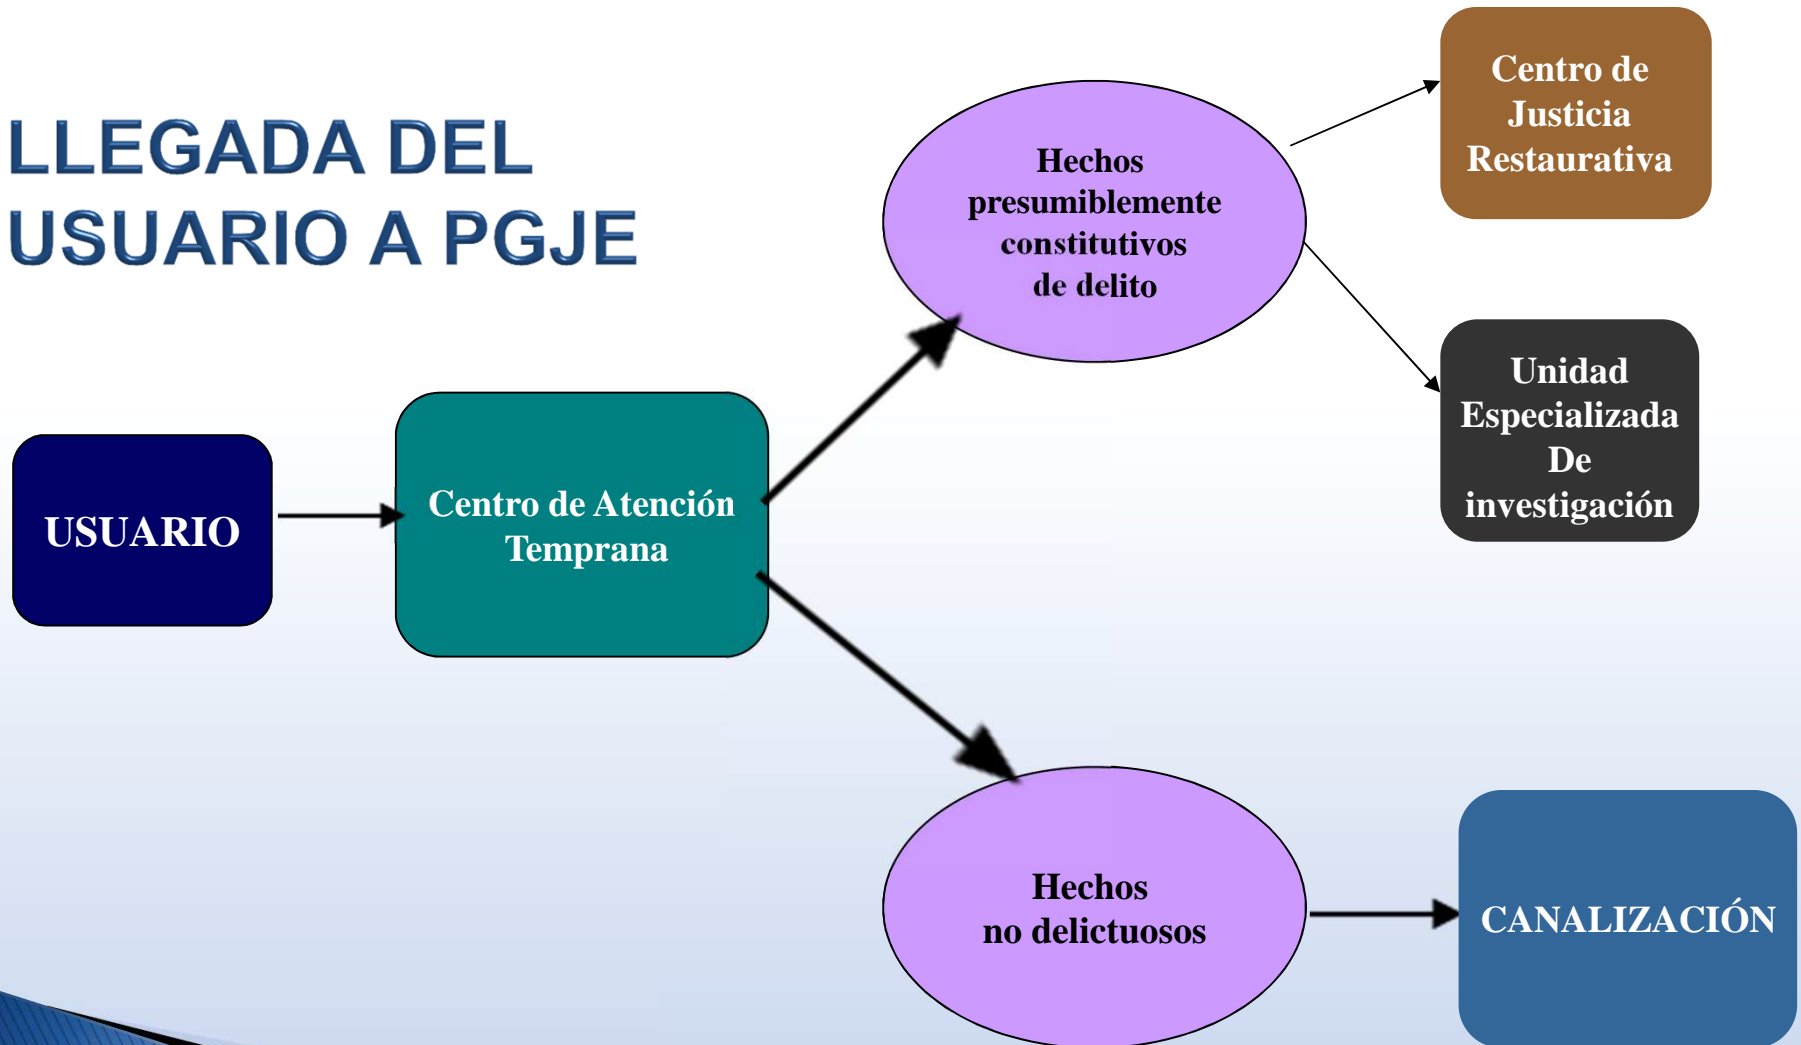 LLEGADA DEL
USUARIO A PGJE
USUARIO
Centro de Atención
Temprana
Hechos
presumiblemente
constitutivos
de delito
Centro de
Justicia
Restaurativa
Unidad
Especializada
De
investigación
Hechos
no delictuosos
CANALIZACIÓN